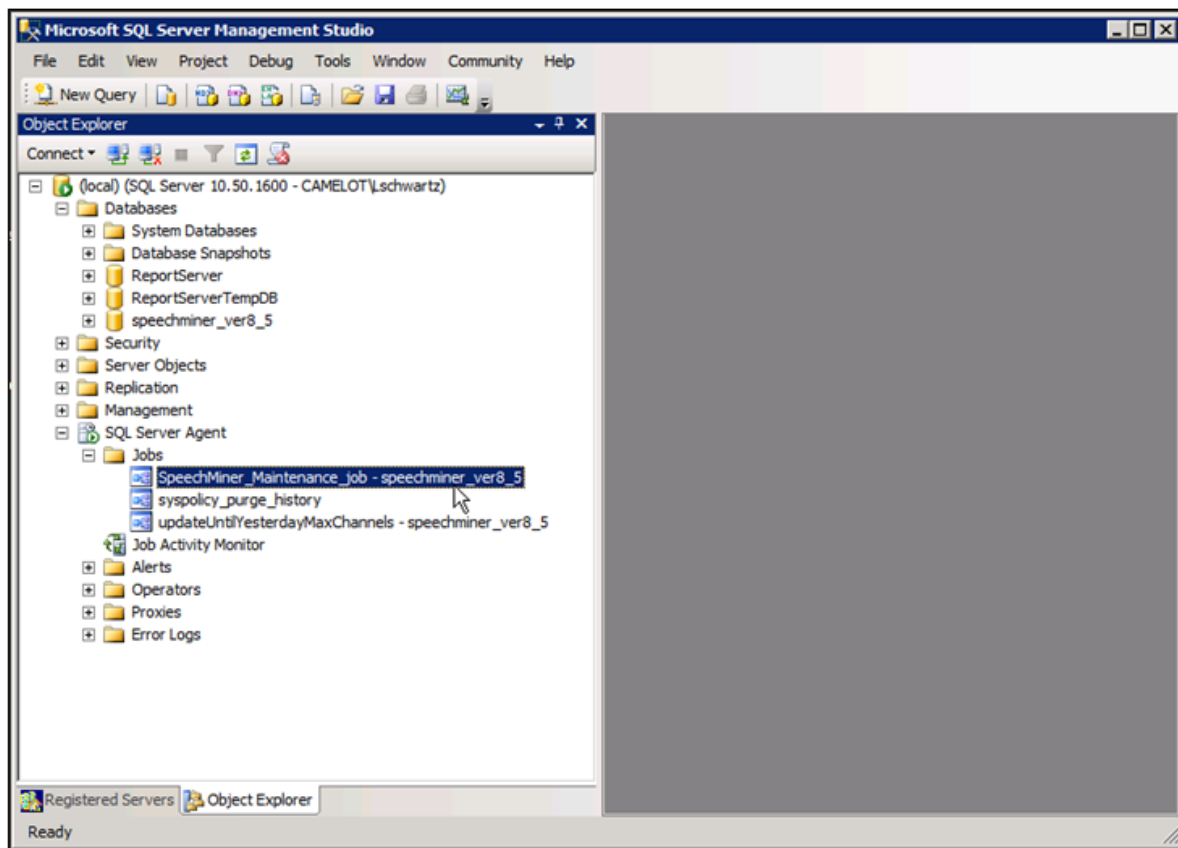 Microsoft SQL Server Management Studio
File Edit View Project Debug Tools Window Community Help
New Query
Object Explorer
Connect
(local) (SQL Server 10.50.1600 - CAMELOT\Lschwartz)
Databases
System Databases
Database Snapshots
ReportServer
ReportServerTempDB
speechminer_ver8_5
Security
Server Objects
Replication
Management
SQL Server Agent
Jobs
SpeechMiner_Maintenance_job - speechminer_ver8_5
syspolicy_purge_history
updateUntilYesterdayMaxChannels - speechminer_ver8_5
Job Activity Monitor
Alerts
Operators
Proxies
Error Logs
Registered Servers Object Explorer
Ready